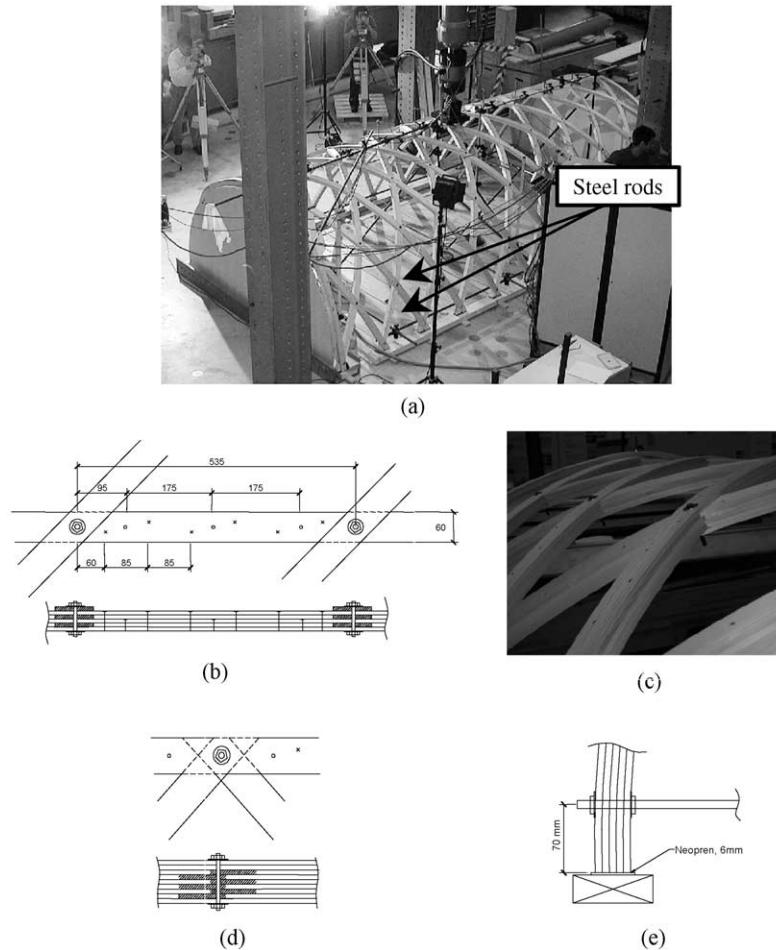 Steel rods
(a)
535
95
175
175
60
60
85
85
(b)
(c)
(d)
70 mm
Neopren, 6mm
(e)